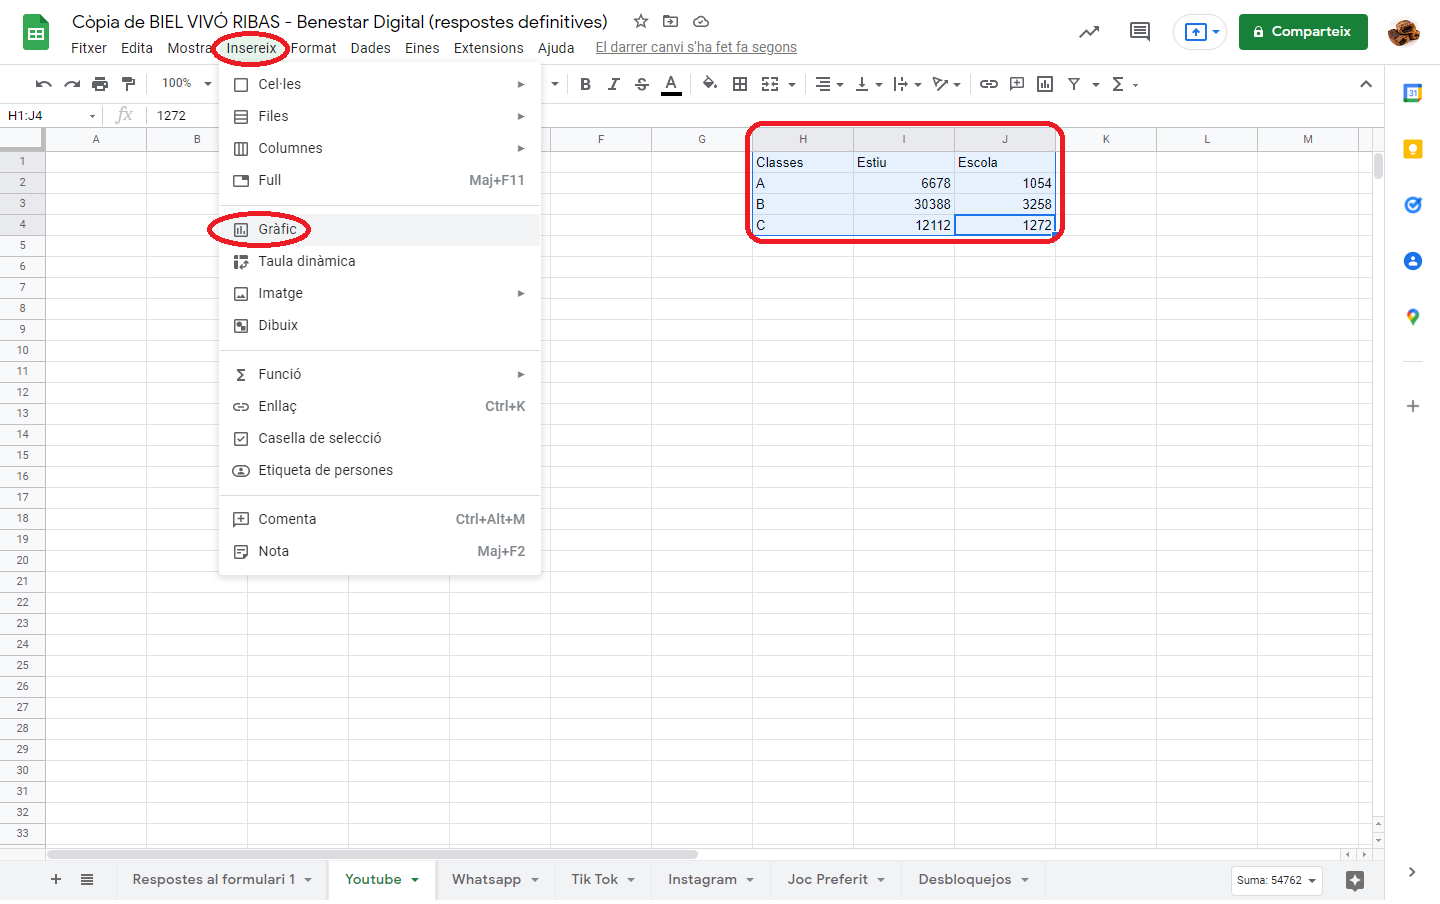 Còpia de BIEL VIVÓ RIBAS - Benestar Digital (respostes definitives)
Fitxer Edita Mostra Insereix Format Dades Eines Extensions Ajuda El darrer canvi s'ha fet fa segons
Comparteix
100%
B I S A
31
H1:J4 fx 1272
A B F G H I J K L M
Cel·les
Files
Columnes
Full Maj+F11
Gràfic
Taula dinàmica
Imatge
Dibuix
Funció
Enllaç Ctrl+K
Casella de selecció
Etiqueta de persones
Comenta Ctrl+Alt+M
Nota Maj+F2
1 Classes Estiu Escola
2 A 6678 1054
3 B 30388 3258
4 C 12112 1272
5
6
7
8
9
10
11
12
13
14
15
16
17
18
19
20
21
22
23
24
25
26
27
28
29
30
31
32
33
Respostes al formulari 1 Youtube Whatsapp Tik Tok Instagram Joc Preferit Desbloquejos Suma: 54762